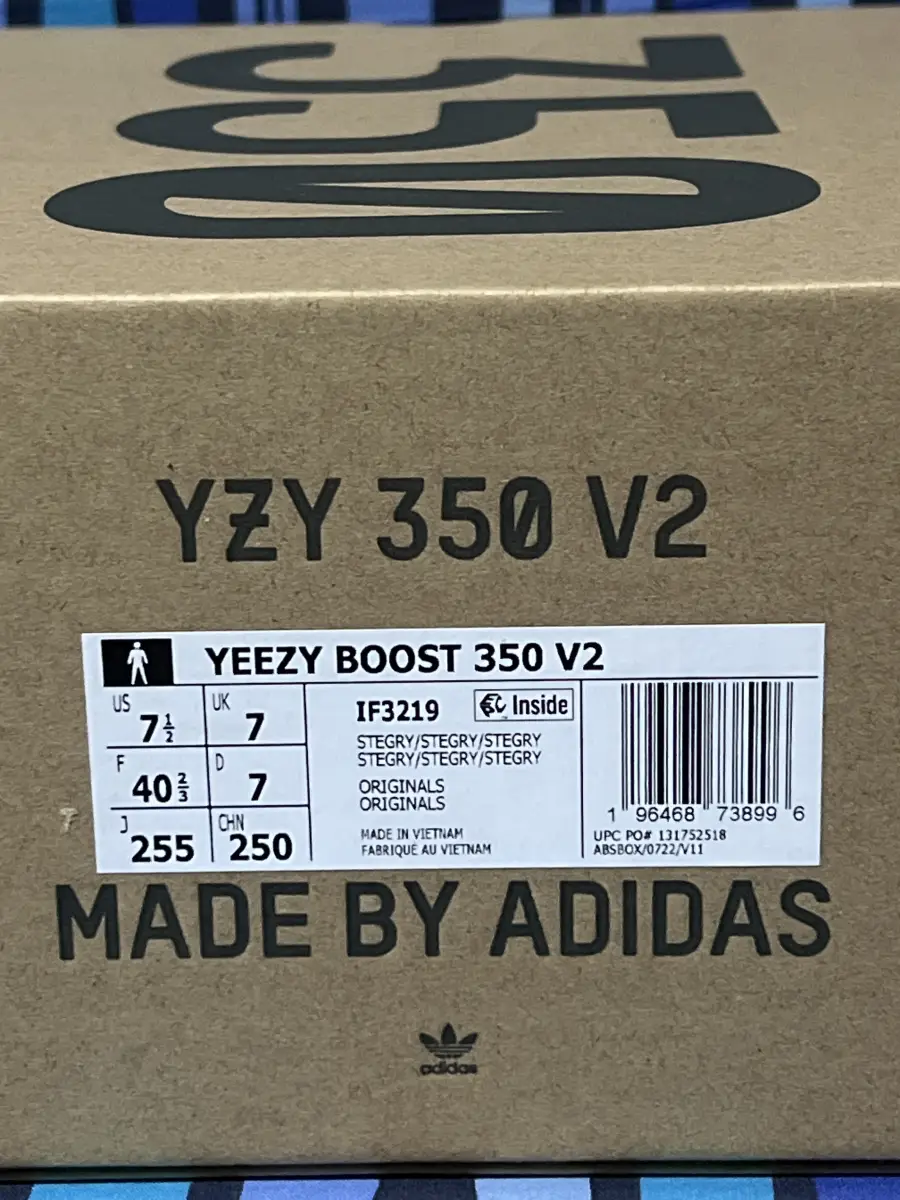 350
YZY 350 V2
YEEZY BOOST 350 V2
US 7½
UK 7
F 40⅔
D 7
J 255
CHN 250
IF3219
Inside
STEGRY/STEGRY/STEGRY
STEGRY/STEGRY/STEGRY
ORIGINALS
ORIGINALS
MADE IN VIETNAM
FABRIQUÉ AU VIETNAM
1 96468 73899 6
UPC PO# 131752518
ABSBOX/0722/V11
MADE BY ADIDAS
adidas